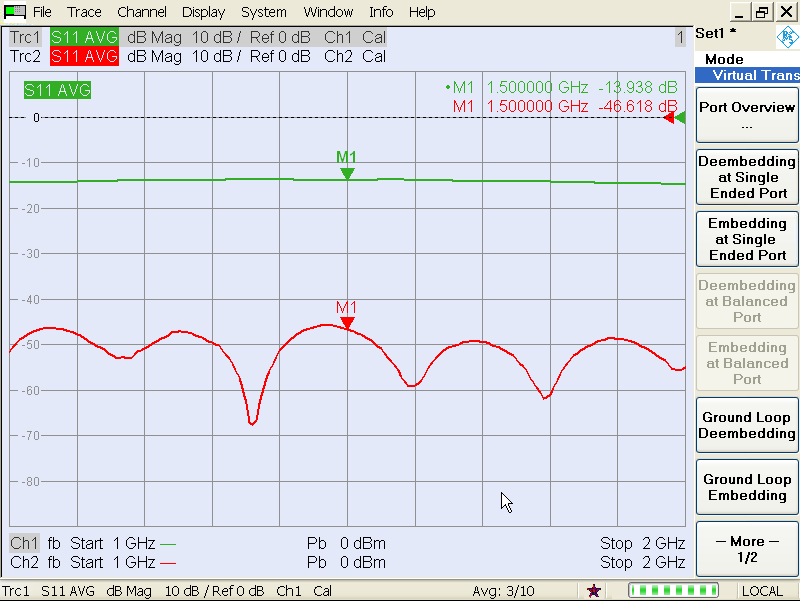 File Trace Channel Display System Window Info Help
Trc1 S11 AVG dB Mag 10 dB / Ref 0 dB Ch1 Cal 1
Trc2 S11 AVG dB Mag 10 dB / Ref 0 dB Ch2 Cal
S11 AVG
•M1 1.500000 GHz -13.938 dB
M1 1.500000 GHz -46.618 dB
0
-10
M1
-20
-30
-40
M1
-50
-60
-70
-80
Ch1 fb Start 1 GHz — Pb 0 dBm Stop 2 GHz
Ch2 fb Start 1 GHz — Pb 0 dBm Stop 2 GHz
Trc1 S11 AVG dB Mag 10 dB / Ref 0 dB Ch1 Cal Avg: 3/10 LOCAL
Set1 *
Mode
Virtual Trans
Port Overview
...
Deembedding
at Single
Ended Port
Embedding
at Single
Ended Port
Deembedding
at Balanced
Port
Embedding
at Balanced
Port
Ground Loop
Deembedding
Ground Loop
Embedding
— More —
1/2